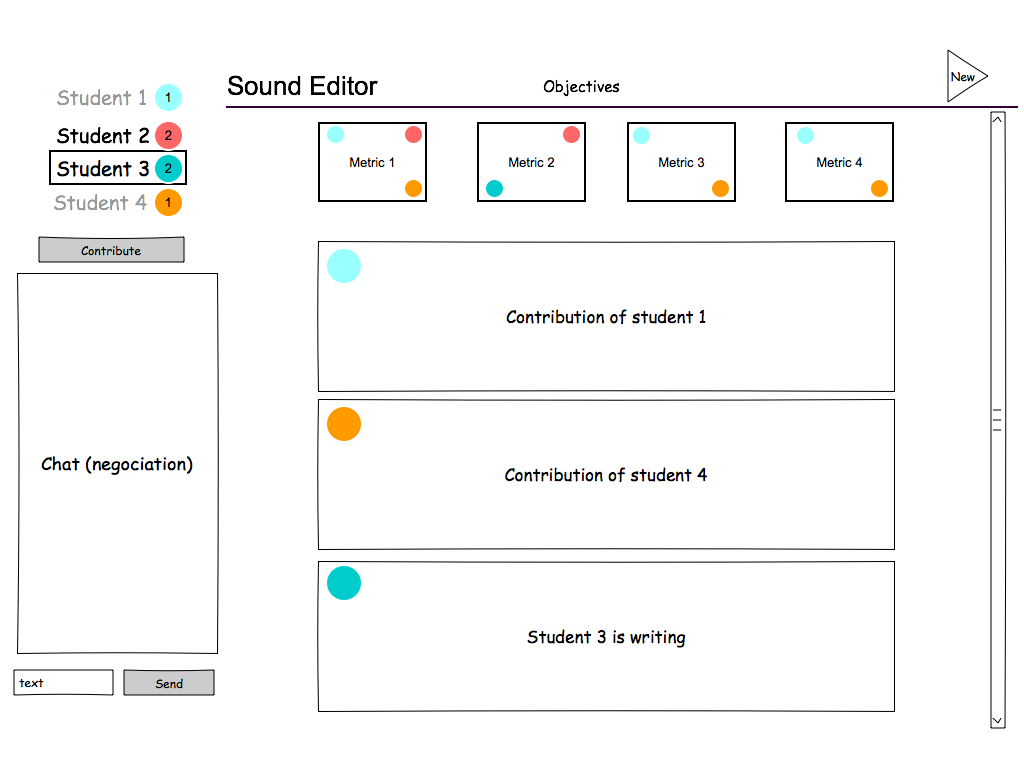 Sound Editor
Objectives
New
Student 1 1
Student 2 2
Student 3 2
Student 4 1
Contribute
Chat (negociation)
text
Send
Metric 1
Metric 2
Metric 3
Metric 4
Contribution of student 1
Contribution of student 4
Student 3 is writing